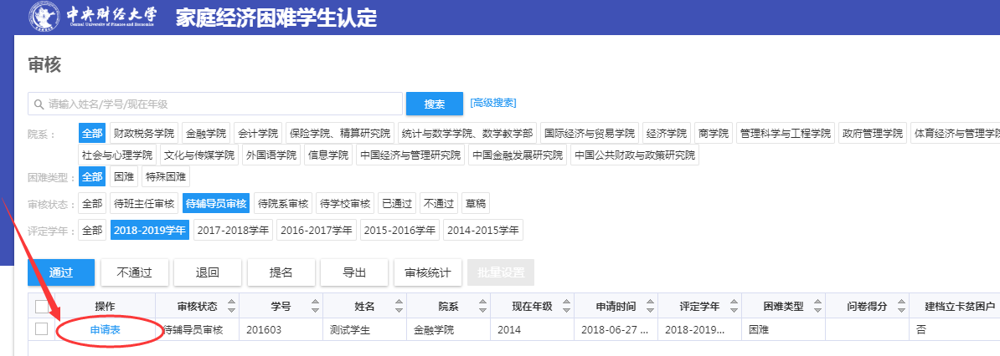 中央财经大学 家庭经济困难学生认定
Central University of Finance and Economics
审核
请输入姓名/学号/现在年级 搜索 [高级搜索]
院系： 全部 财政税务学院 金融学院 会计学院 保险学院、精算研究院 统计与数学学院、数学教学部 国际经济与贸易学院 经济学院 商学院 管理科学与工程学院 政府管理学院 体育经济与管理学院
社会与心理学院 文化与传媒学院 外国语学院 信息学院 中国经济与管理研究院 中国金融发展研究院 中国公共财政与政策研究院
困难类型： 全部 困难 特殊困难
审核状态： 全部 待班主任审核 待辅导员审核 待院系审核 待学校审核 已通过 不通过 草稿
评定学年： 全部 2018-2019学年 2017-2018学年 2016-2017学年 2015-2016学年 2014-2015学年
通过 不通过 退回 提名 导出 审核统计 批量设置
操作 审核状态 学号 姓名 院系 现在年级 申请时间 评定学年 困难类型 问卷得分 建档立卡贫困户
申请表 待辅导员审核 201603 测试学生 金融学院 2014 2018-06-27 ... 2018-2019... 困难 否